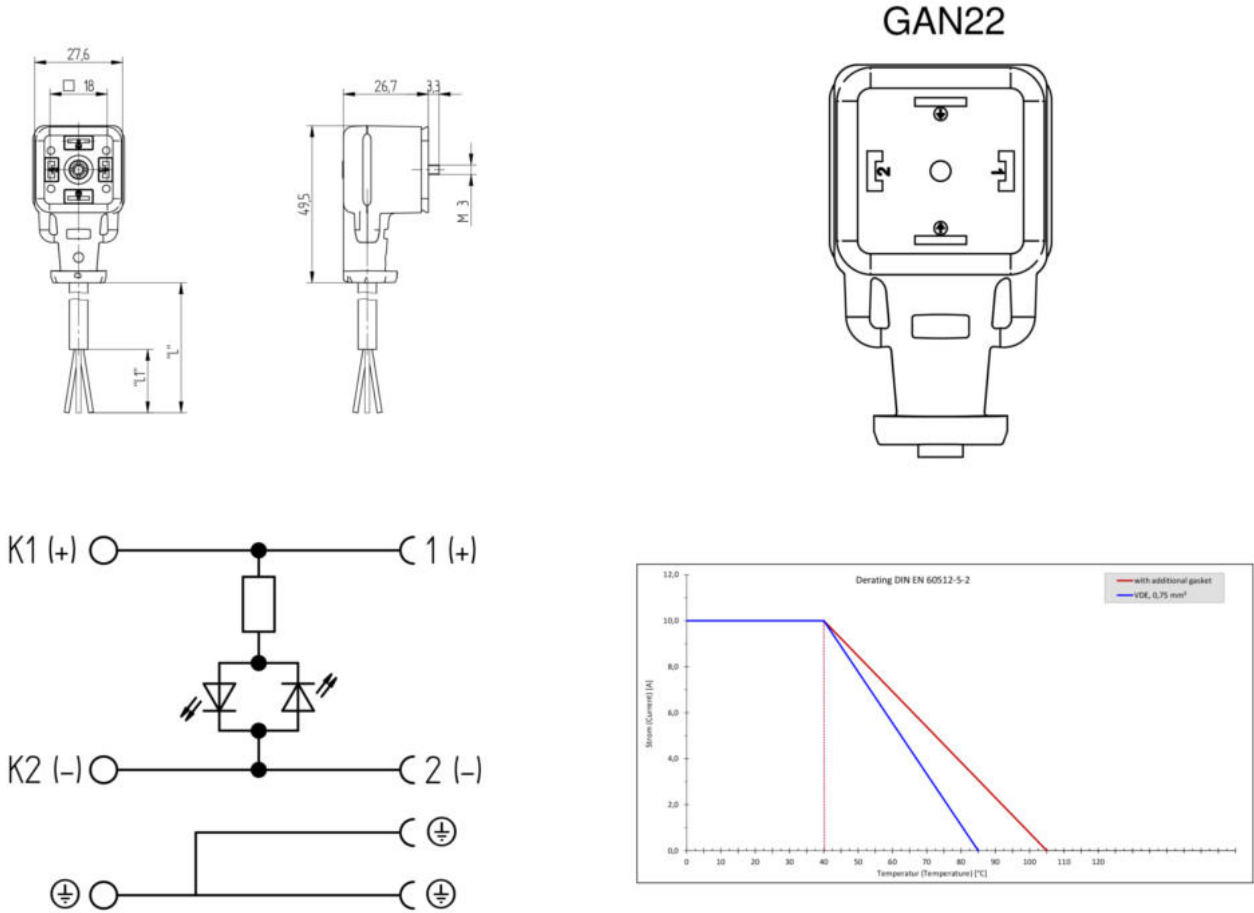 GAN22
27,6
□ 18
26,7
3,3
49,5
M 3
"L"
"L1"
2
1
K1 (+)
1 (+)
K2 (–)
2 (–)
Derating DIN EN 60512-5-2
with additional gasket
VDE, 0,75 mm²
Strom (Current) [A]
12,0
10,0
8,0
6,0
4,0
2,0
0,0
0 10 20 30 40 50 60 70 80 90 100 110 120
Temperatur (Temperature) [°C]